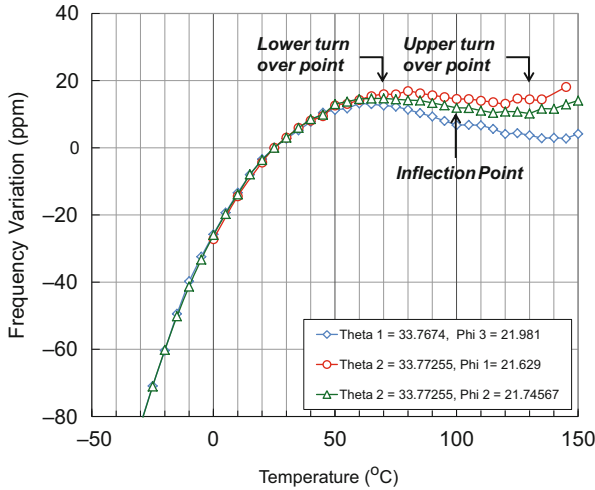 40
20
0
–20
–40
–60
–80
Frequency Variation (ppm)
Lower turn
over point
Upper turn
over point
Inflection Point
Theta 1 = 33.7674, Phi 3 = 21.981
Theta 2 = 33.77255, Phi 1= 21.629
Theta 2 = 33.77255, Phi 2 = 21.74567
–50
0
50
100
150
Temperature (ºC)